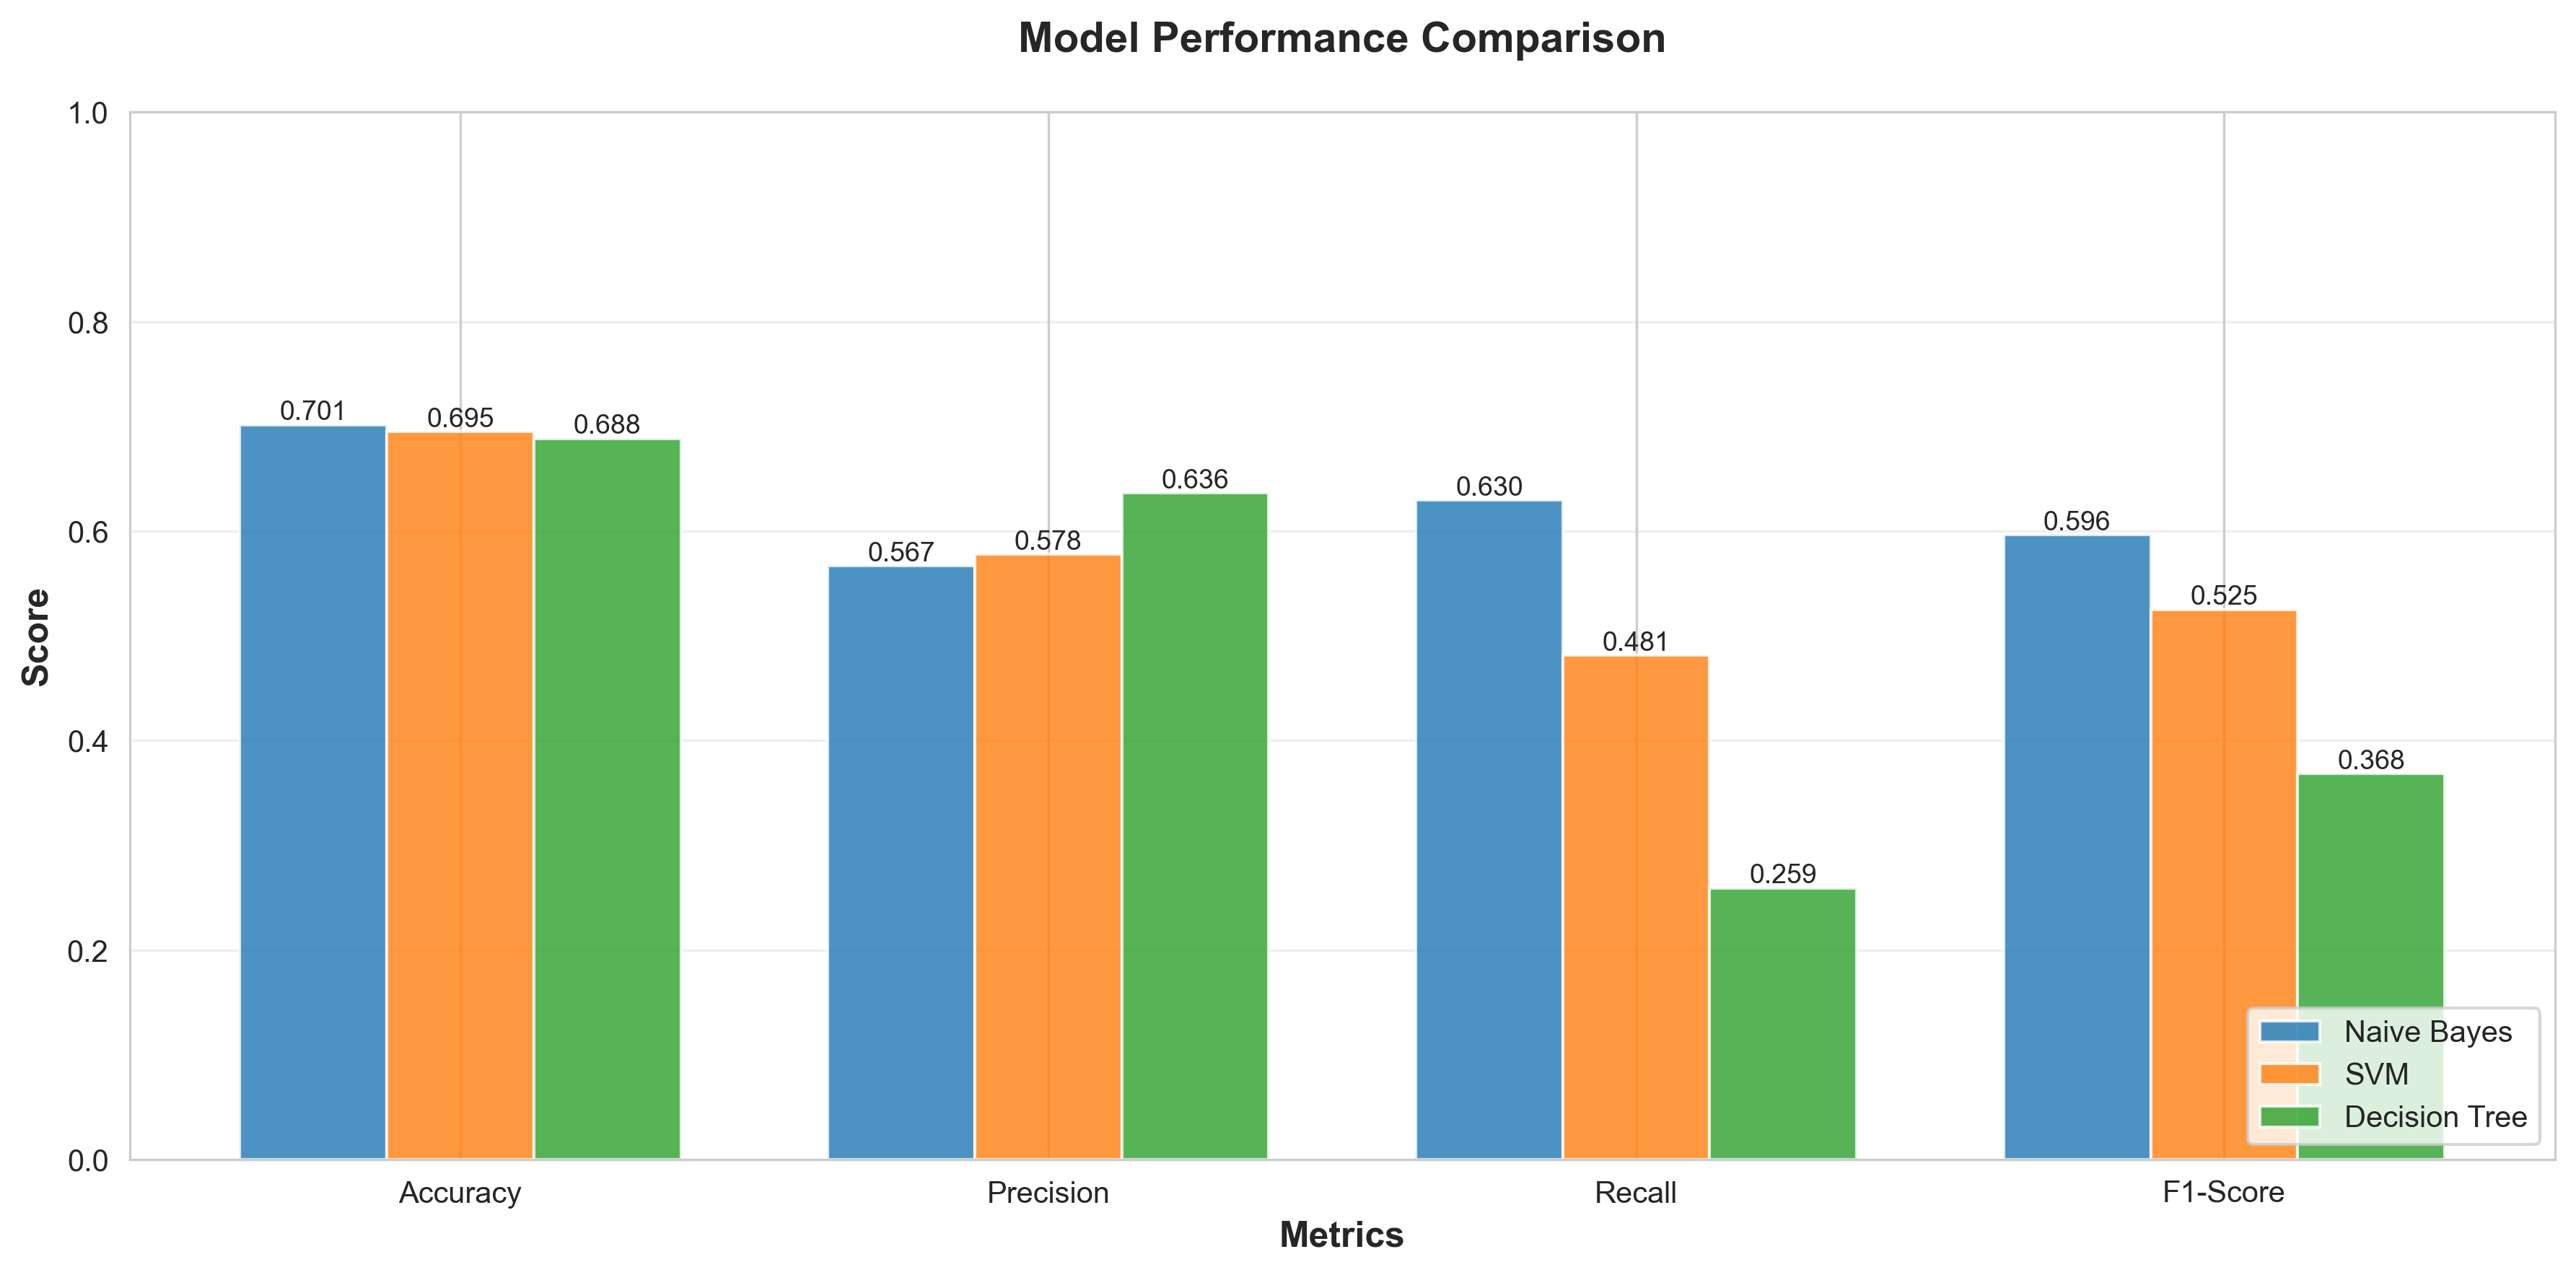 Model Performance Comparison
1.0
0.8
0.6
0.4
0.2
0.0
Score
0.701
0.695
0.688
0.567
0.578
0.636
0.630
0.481
0.259
0.596
0.525
0.368
Naive Bayes
SVM
Decision Tree
Accuracy
Precision
Recall
F1-Score
Metrics